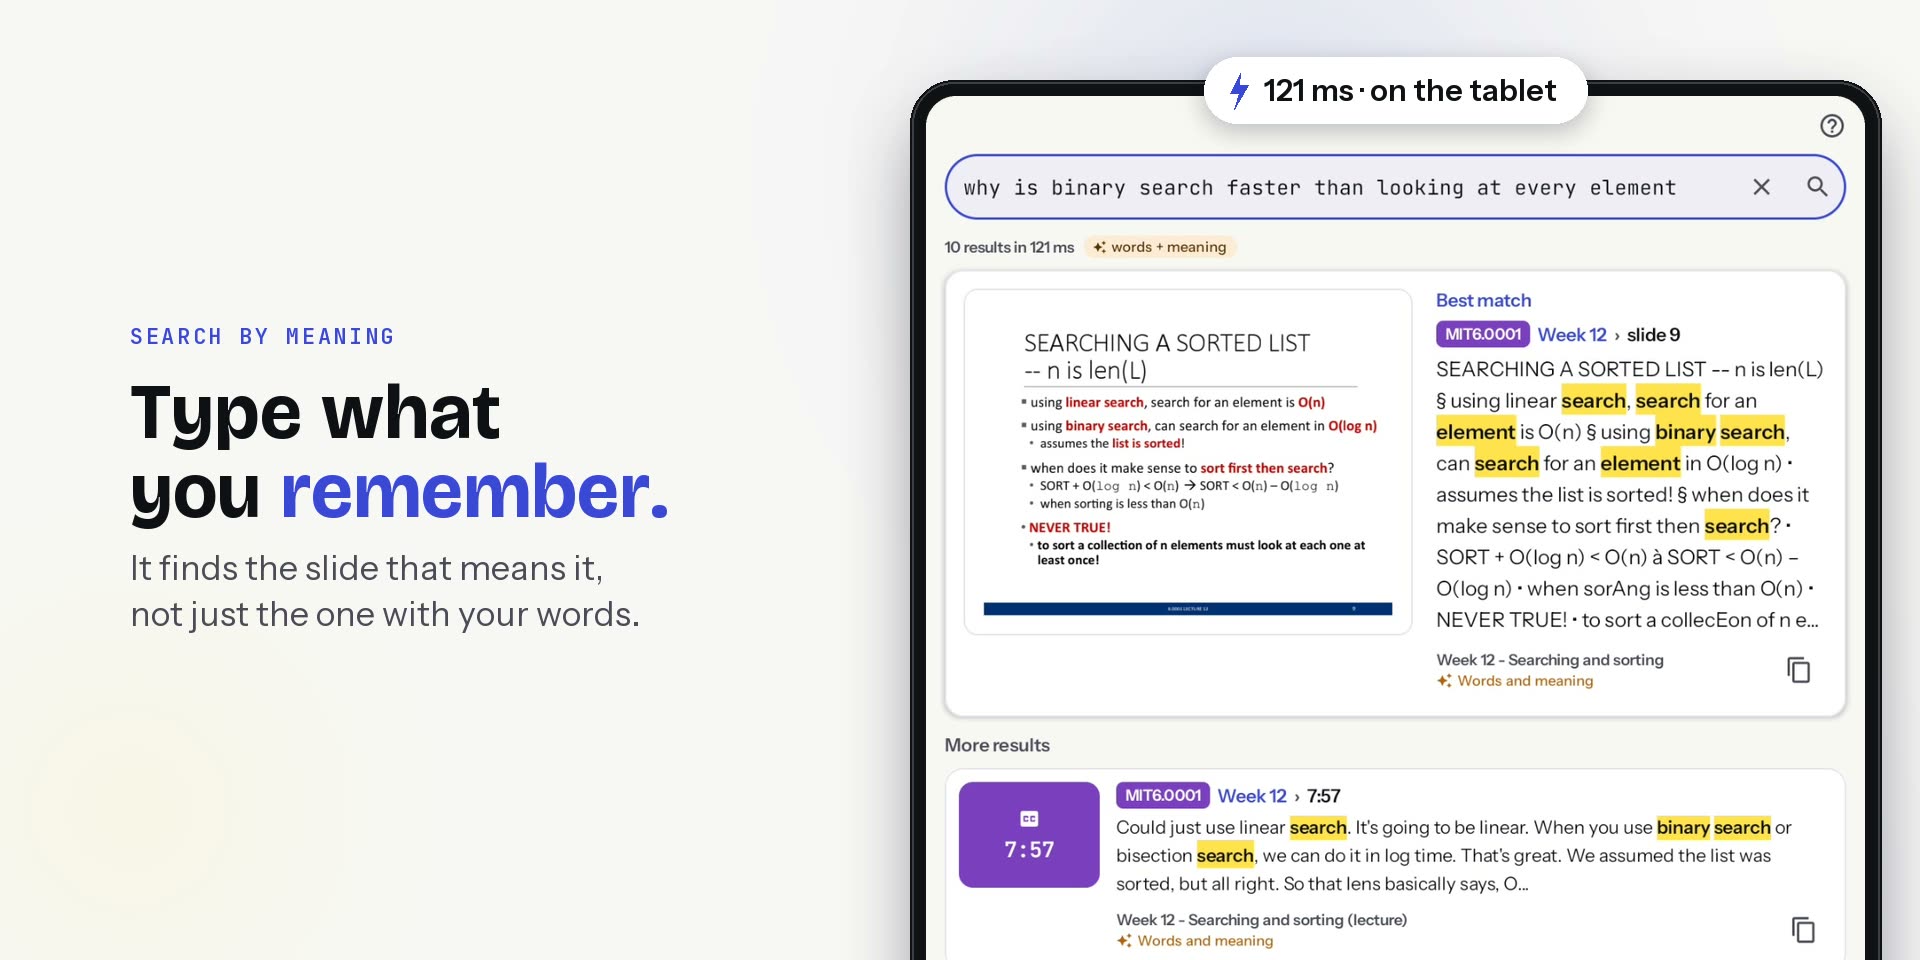 SEARCH BY MEANING
Type what
you remember.
It finds the slide that means it,
not just the one with your words.
121 ms · on the tablet
why is binary search faster than looking at every element
10 results in 121 ms words + meaning
SEARCHING A SORTED LIST
-- n is len(L)
▪ using linear search, search for an element is O(n)
▪ using binary search, can search for an element in O(log n)
• assumes the list is sorted!
▪ when does it make sense to sort first then search?
• SORT + O(log n) < O(n) → SORT < O(n) – O(log n)
• when sorting is less than O(n)
• NEVER TRUE!
• to sort a collection of n elements must look at each one at
least once!
6.0001 LECTURE 12 9
Best match
MIT6.0001 Week 12 › slide 9
SEARCHING A SORTED LIST -- n is len(L)
§ using linear search, search for an
element is O(n) § using binary search,
can search for an element in O(log n) •
assumes the list is sorted! § when does it
make sense to sort first then search? •
SORT + O(log n) < O(n) à SORT < O(n) –
O(log n) • when sorAng is less than O(n) •
NEVER TRUE! • to sort a collecEon of n e...
Week 12 - Searching and sorting
Words and meaning
More results
CC
7:57
MIT6.0001 Week 12 › 7:57
Could just use linear search. It's going to be linear. When you use binary search or
bisection search, we can do it in log time. That's great. We assumed the list was
sorted, but all right. So that lens basically says, O...
Week 12 - Searching and sorting (lecture)
Words and meaning